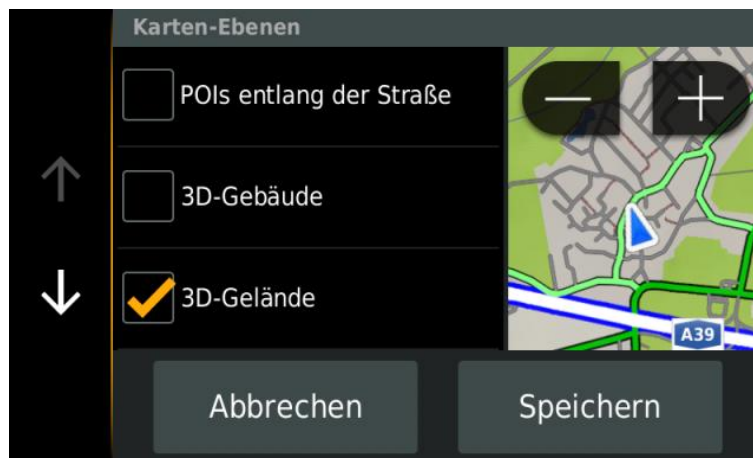 Karten-Ebenen
POIs entlang der Straße
3D-Gebäude
3D-Gelände
A39
Abbrechen
Speichern